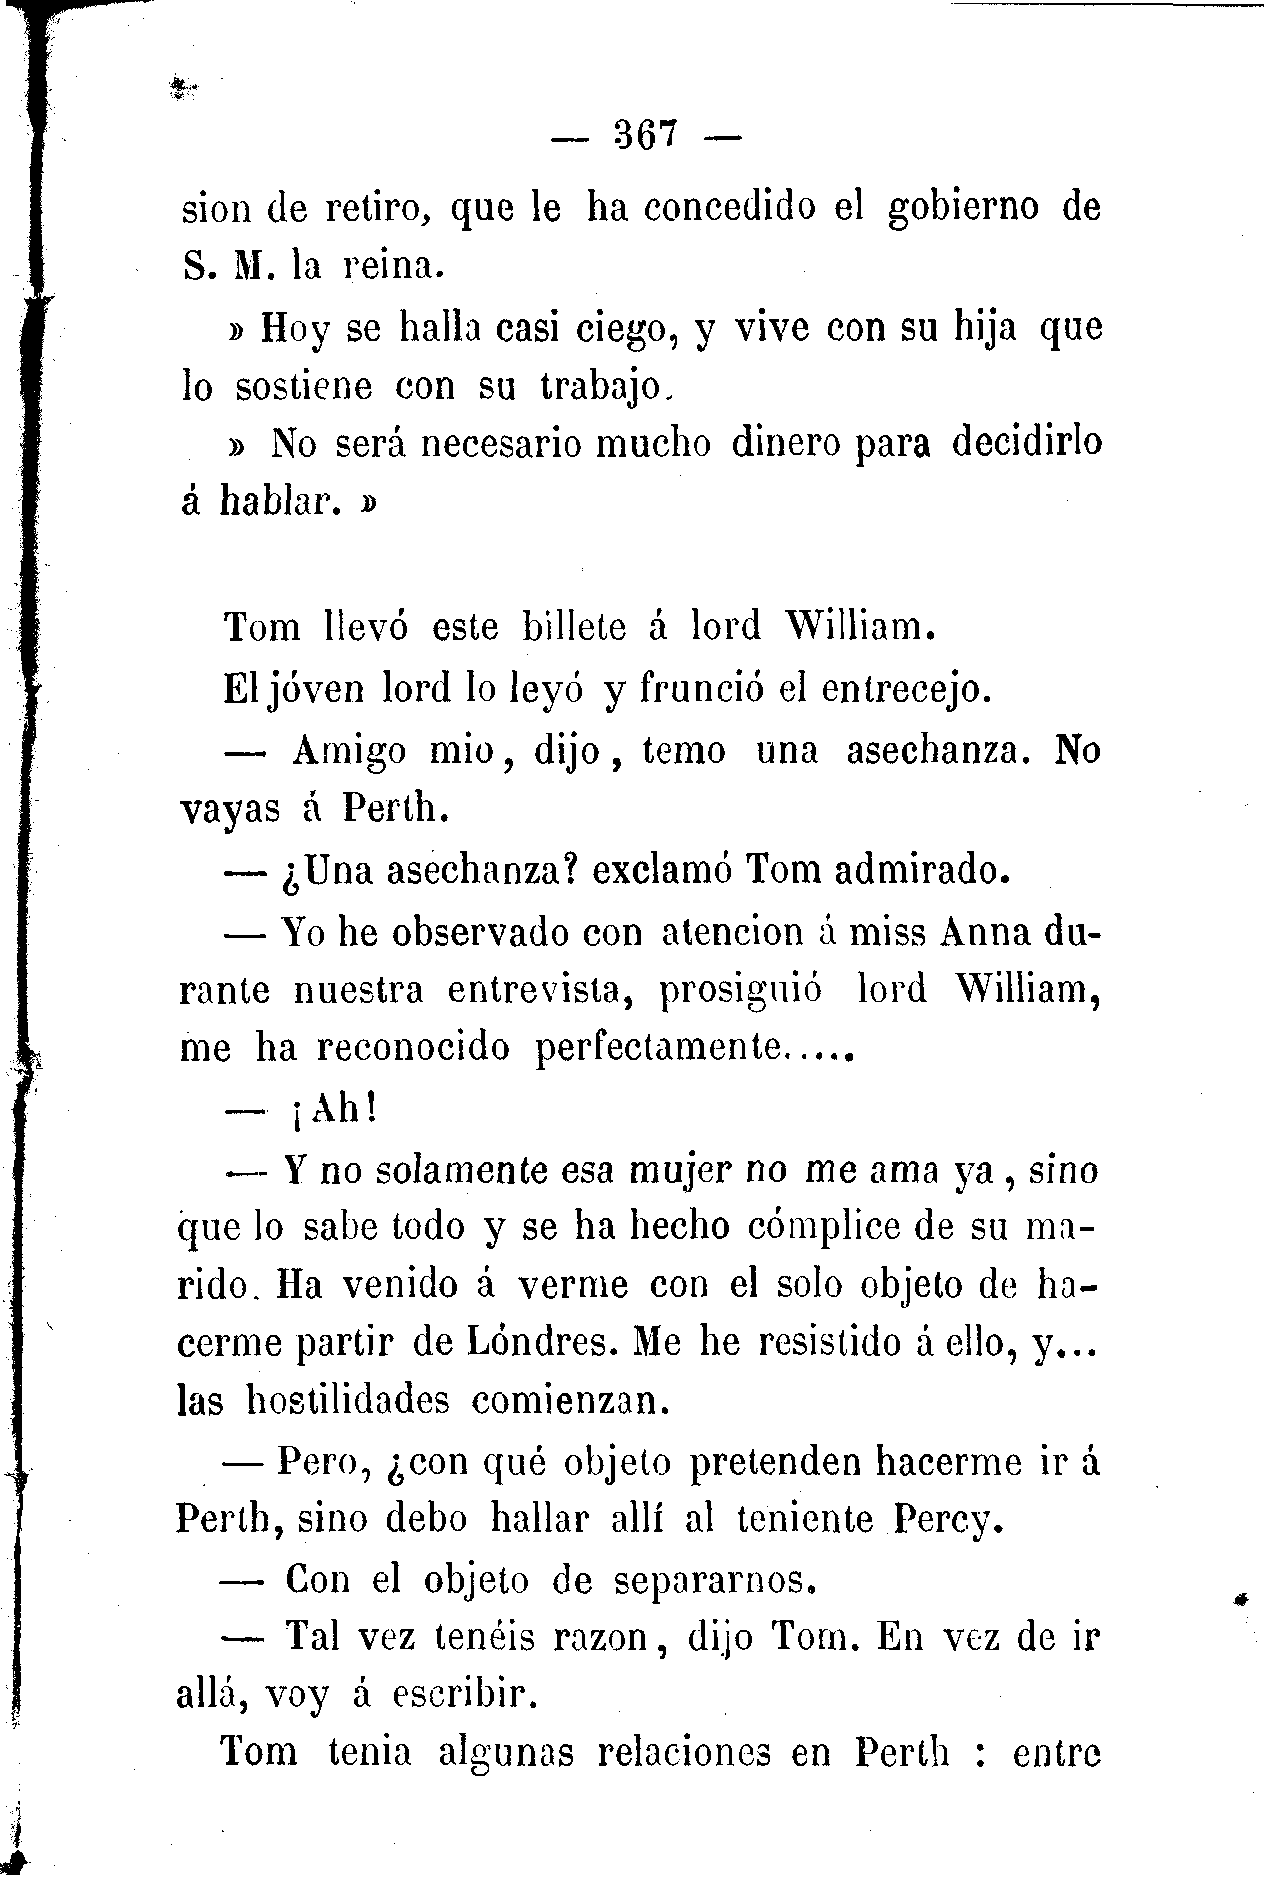 — 367 —
sion de retiro, que le ha concedido el gobierno de
S. M. la reina.
» Hoy se halla casi ciego, y vive con su hija que
lo sostiene con su trabajo.
» No será necesario mucho dinero para decidirlo
á hablar. »
Tom llevó este billete á lord William.
El jóven lord lo leyó y frunció el entrecejo.
— Amigo mio, dijo, temo una asechanza. No
vayas á Perth.
— ¿Una asechanza? exclamó Tom admirado.
— Yo he observado con atencion á miss Anna du-
rante nuestra entrevista, prosiguió lord William,
me ha reconocido perfectamente.....
— ¡Ah!
— Y no solamente esa mujer no me ama ya, sino
que lo sabe todo y se ha hecho cómplice de su ma-
rido. Ha venido á verme con el solo objeto de ha-
cerme partir de Lóndres. Me he resistido á ello, y...
las hostilidades comienzan.
— Pero, ¿con qué objeto pretenden hacerme ir á
Perth, sino debo hallar allí al teniente Percy.
— Con el objeto de separarnos.
— Tal vez tenéis razon, dijo Tom. En vez de ir
allá, voy á escribir.
Tom tenia algunas relaciones en Perth : entre